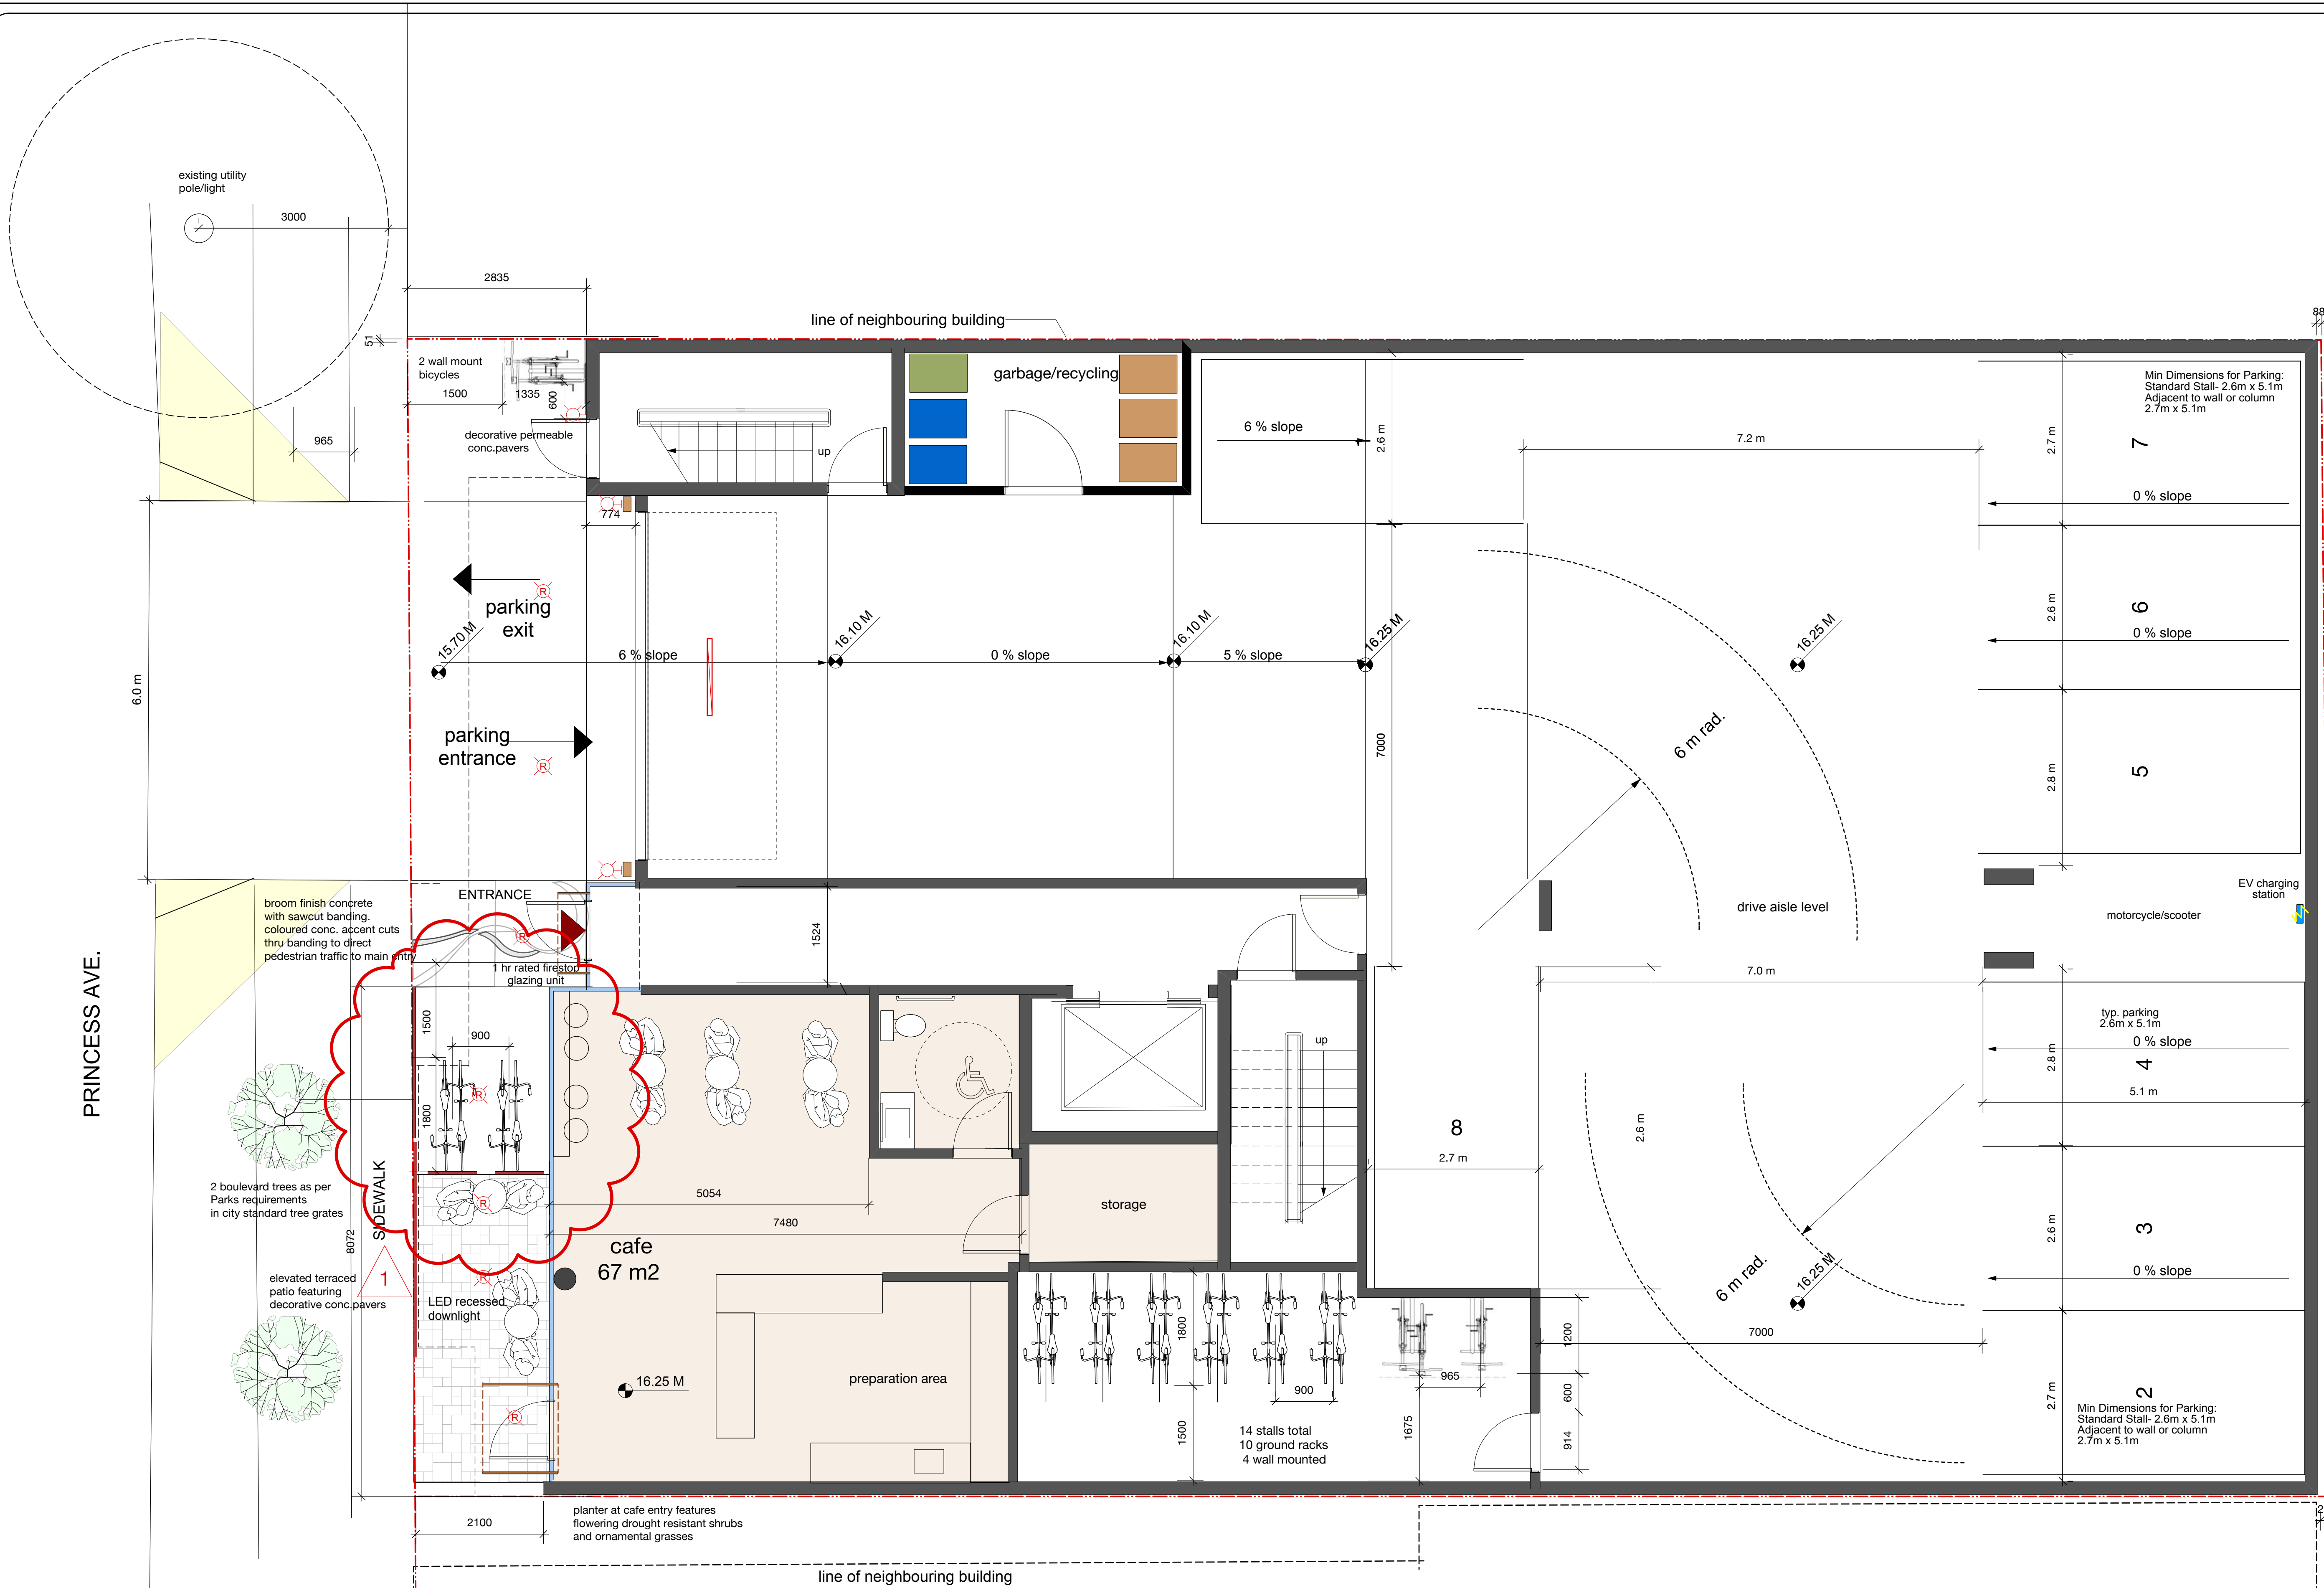 existing utility
pole/light
3000
2835
line of neighbouring building
88
51
2 wall mount
bicycles
1500
1335
600
garbage/recycling
Min Dimensions for Parking:
Standard Stall- 2.6m x 5.1m
Adjacent to wall or column
2.7m x 5.1m
6 % slope
2.6 m
7.2 m
2.7 m
7
965
decorative permeable
conc.pavers
up
0 % slope
774
R
parking
exit
15.70 M
6 % slope
16.10 M
0 % slope
16.10 M
5 % slope
16.25 M
16.25 M
2.6 m
6
0 % slope
6.0 m
parking
entrance
R
7000
6 m rad.
2.8 m
5
ENTRANCE
broom finish concrete
with sawcut banding.
coloured conc. accent cuts
thru banding to direct
pedestrian traffic to main entry
R
1 hr rated firestop
glazing unit
1524
drive aisle level
motorcycle/scooter
EV charging
station
7.0 m
PRINCESS AVE.
1500
900
1800
R
up
typ. parking
2.6m x 5.1m
0 % slope
2.8 m
4
5.1 m
8
2.7 m
2.6 m
2 boulevard trees as per
Parks requirements
in city standard tree grates
SIDEWALK
8072
R
5054
7480
storage
2.6 m
3
0 % slope
cafe
67 m2
1
elevated terraced
patio featuring
decorative conc.pavers
R
LED recessed
downlight
6 m rad.
16.25 M
1800
1200
7000
16.25 M
preparation area
900
965
600
2.7 m
2
Min Dimensions for Parking:
Standard Stall- 2.6m x 5.1m
Adjacent to wall or column
2.7m x 5.1m
R
1500
14 stalls total
10 ground racks
4 wall mounted
1675
914
2100
planter at cafe entry features
flowering drought resistant shrubs
and ornamental grasses
line of neighbouring building